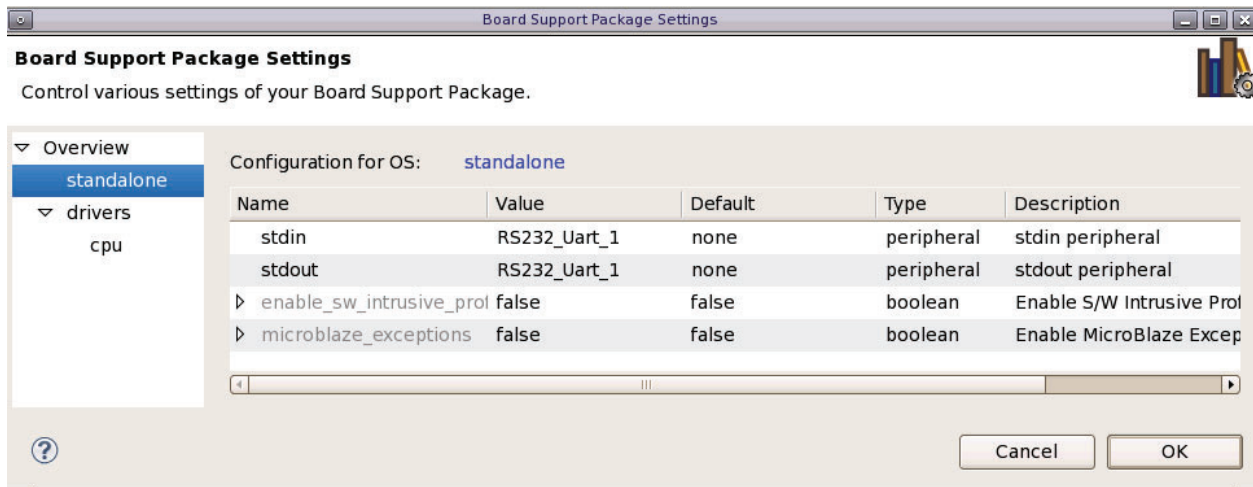 Board Support Package Settings
Board Support Package Settings
Control various settings of your Board Support Package.
Overview
standalone
drivers
cpu
Configuration for OS: standalone
Name Value Default Type Description
stdin RS232_Uart_1 none peripheral stdin peripheral
stdout RS232_Uart_1 none peripheral stdout peripheral
enable_sw_intrusive_prof false false boolean Enable S/W Intrusive Prof
microblaze_exceptions false false boolean Enable MicroBlaze Excep
Cancel OK